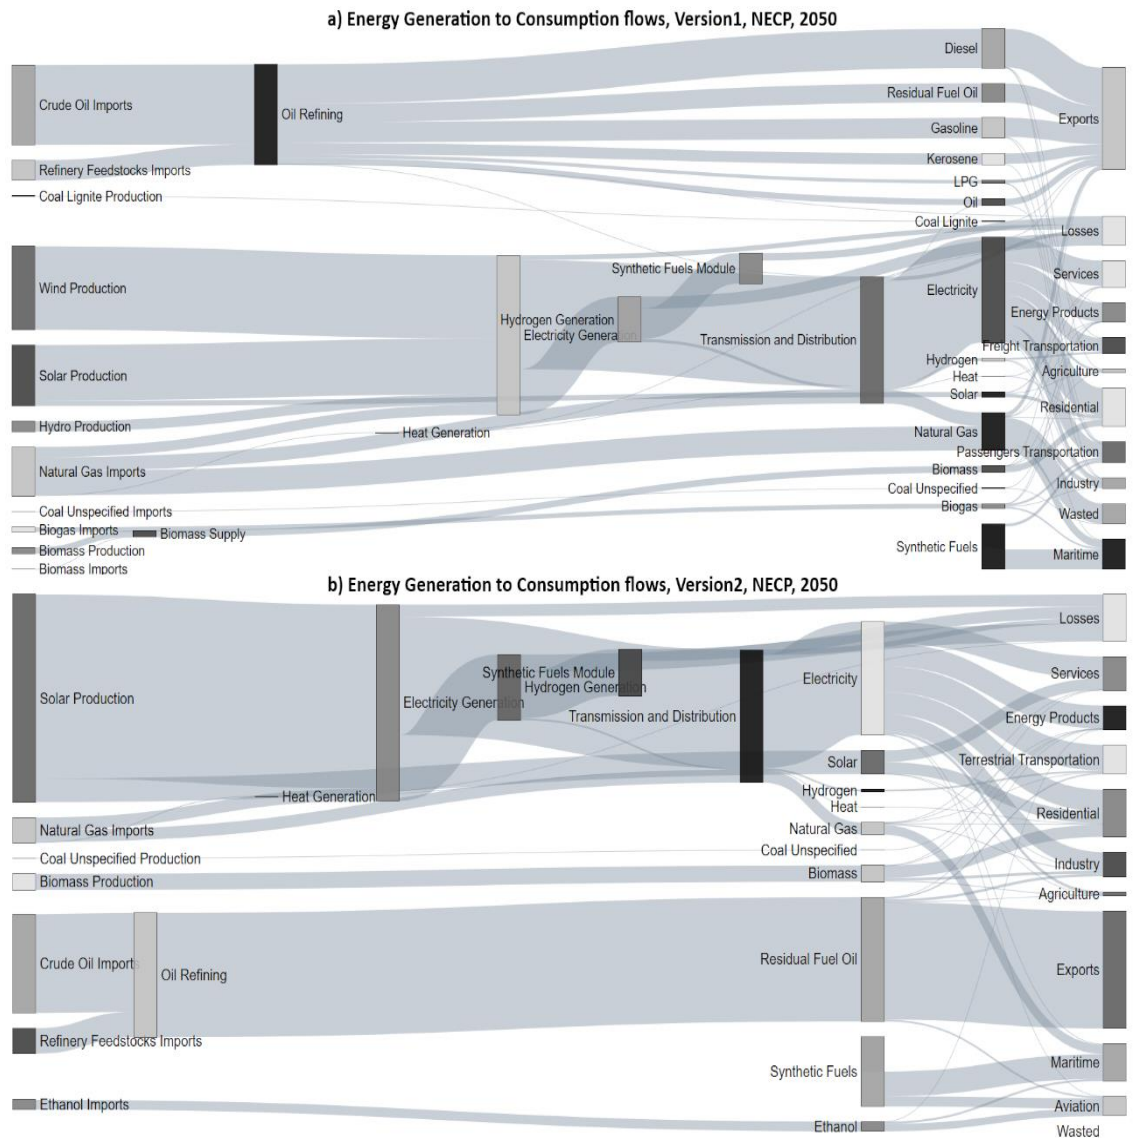 a) Energy Generation to Consumption flows, Version1, NECP, 2050
Diesel
Crude Oil Imports
Oil Refining
Residual Fuel Oil
Exports
Gasoline
Kerosene
Refinery Feedstocks Imports
LPG
Coal Lignite Production
Oil
Coal Lignite
Losses
Synthetic Fuels Module
Services
Wind Production
Electricity
Energy Products
Hydrogen Generation
Electricity Generation
Transmission and Distribution
Freight Transportation
Hydrogen
Agriculture
Solar Production
Heat
Solar
Residential
Hydro Production
Heat Generation
Natural Gas
Passengers Transportation
Natural Gas Imports
Biomass
Industry
Coal Unspecified
Coal Unspecified Imports
Biogas
Wasted
Biogas Imports
Biomass Supply
Synthetic Fuels
Maritime
Biomass Production
Biomass Imports
b) Energy Generation to Consumption flows, Version2, NECP, 2050
Losses
Synthetic Fuels Module
Services
Solar Production
Electricity
Hydrogen Generation
Electricity Generation
Transmission and Distribution
Energy Products
Solar
Terrestrial Transportation
Heat Generation
Hydrogen
Heat
Residential
Natural Gas Imports
Natural Gas
Coal Unspecified Production
Coal Unspecified
Industry
Biomass Production
Biomass
Agriculture
Crude Oil Imports
Oil Refining
Residual Fuel Oil
Exports
Refinery Feedstocks Imports
Maritime
Synthetic Fuels
Ethanol Imports
Aviation
Ethanol
Wasted